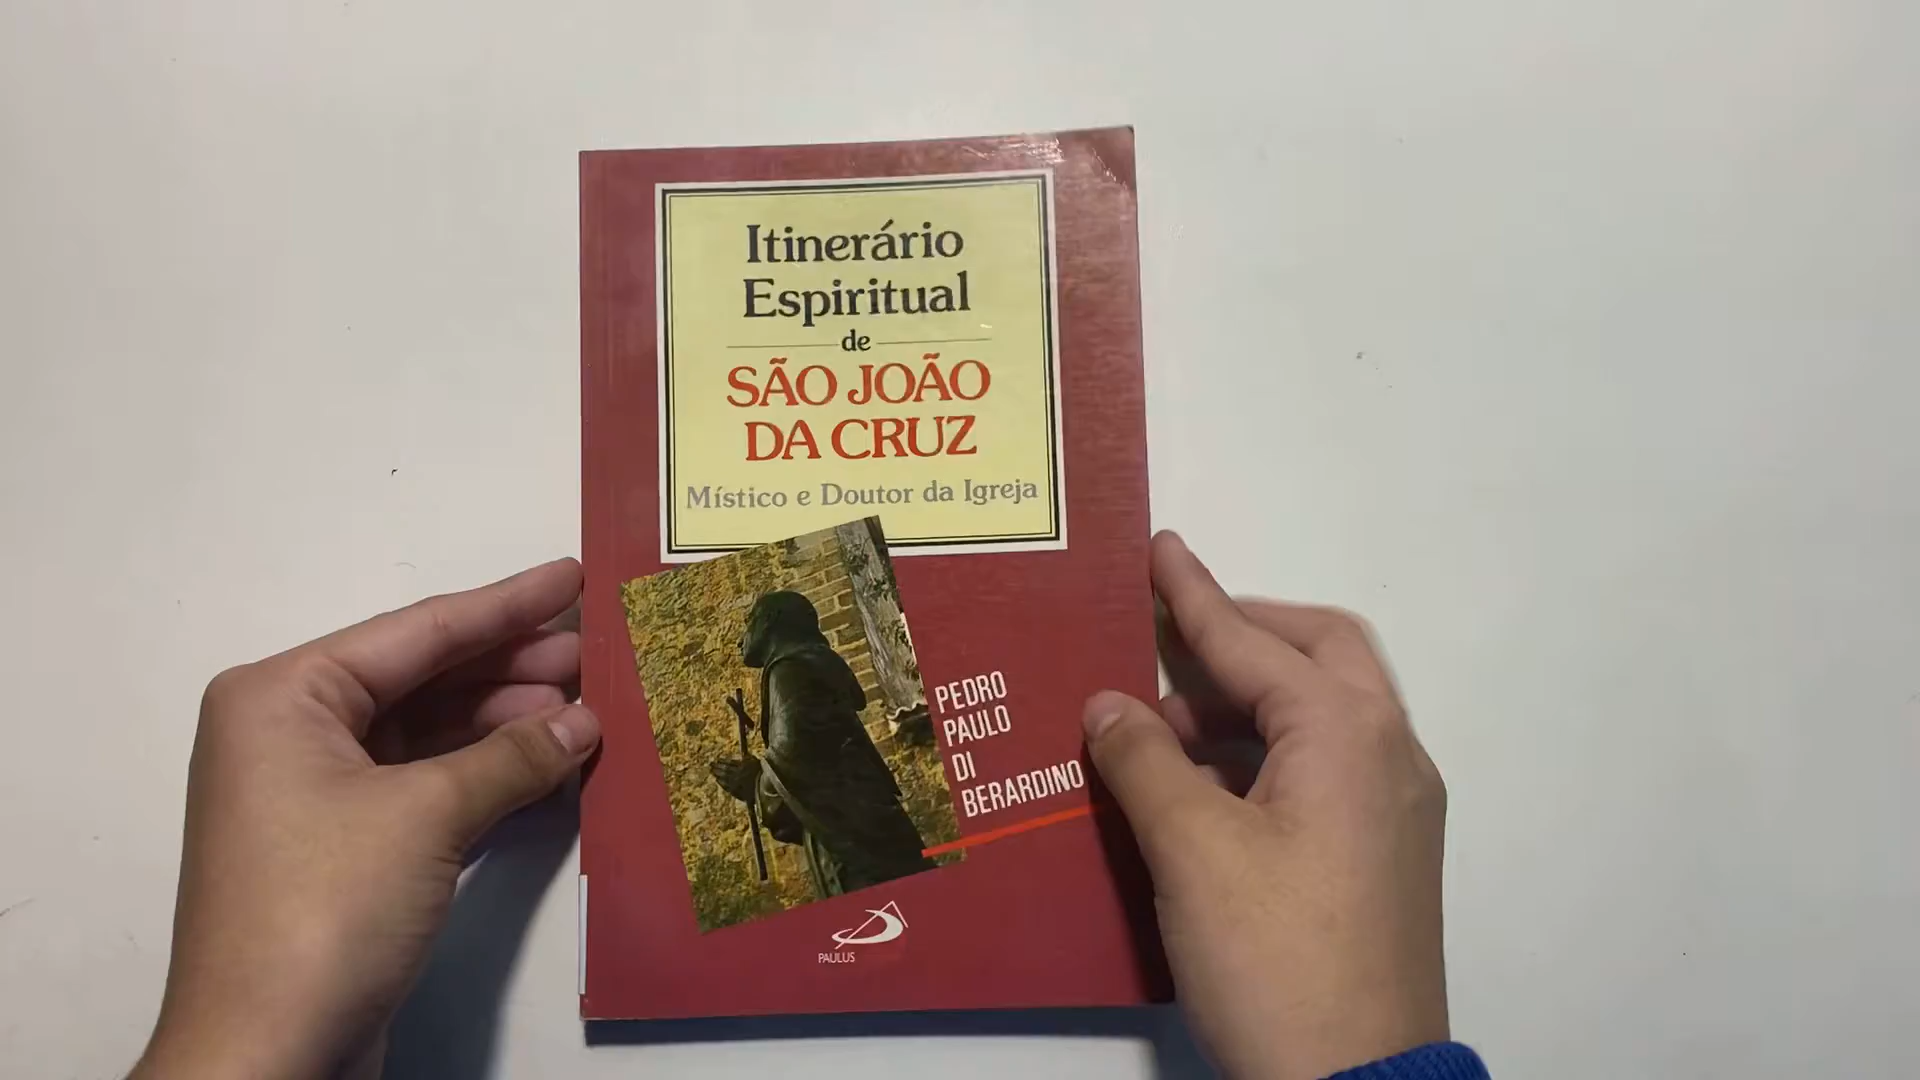 Itinerário
Espiritual
de
SÃO JOÃO
DA CRUZ
Místico e Doutor da Igreja
PEDRO
PAULO
DI
BERARDINO
PAULUS